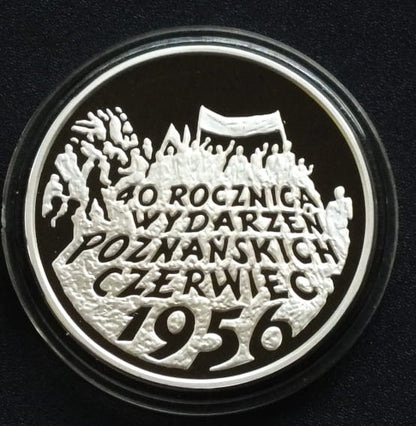 40 ROCZNICA
WYDARZEŃ
POZNAŃSKICH
CZERWIEC
1956